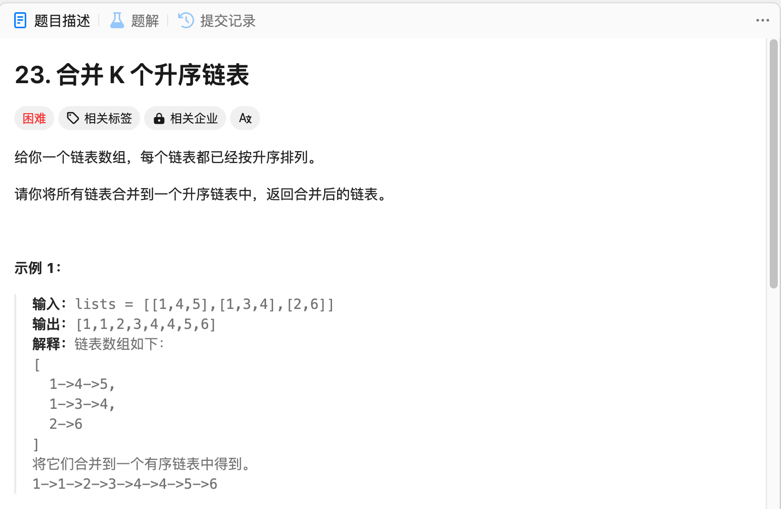 题目描述 题解 提交记录 ...
23. 合并 K 个升序链表
困难 相关标签 相关企业 A文
给你一个链表数组，每个链表都已经按升序排列。
请你将所有链表合并到一个升序链表中，返回合并后的链表。
示例 1：
输入：lists = [[1,4,5],[1,3,4],[2,6]]
输出：[1,1,2,3,4,4,5,6]
解释：链表数组如下：
[
  1->4->5,
  1->3->4,
  2->6
]
将它们合并到一个有序链表中得到。
1->1->2->3->4->4->5->6